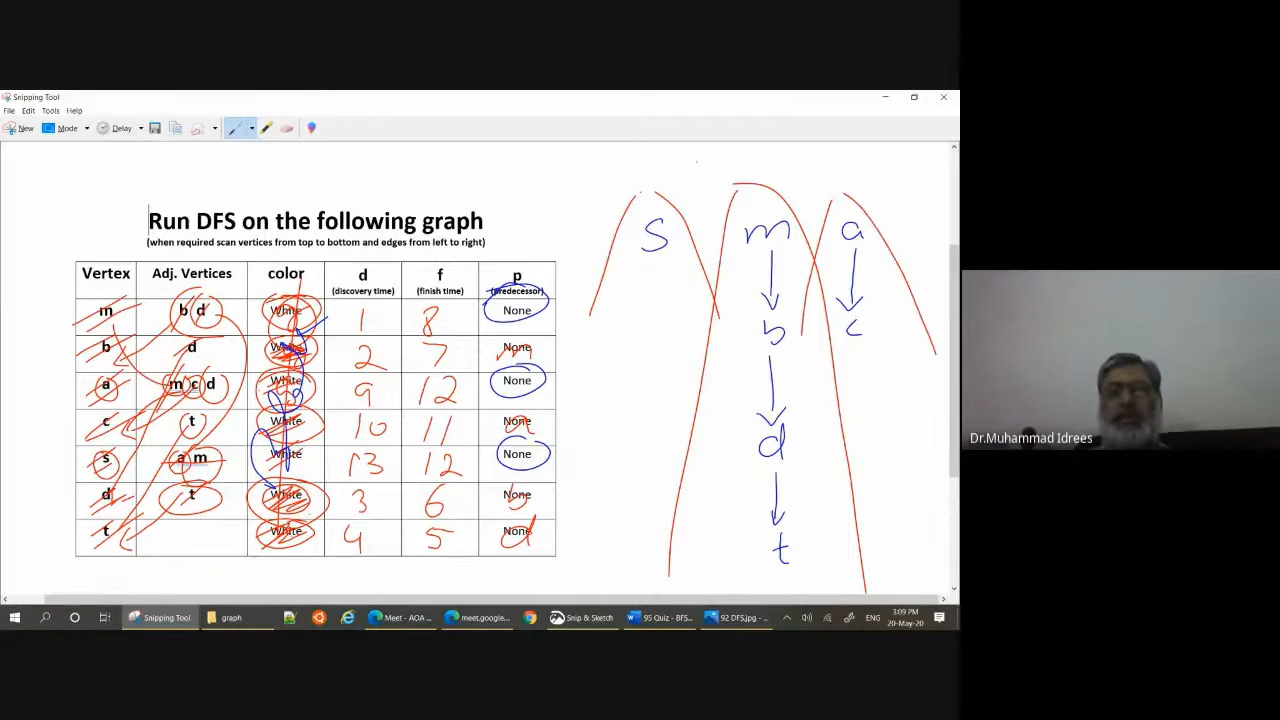 Snipping Tool
File Edit Tools Help
New Mode Delay
Run DFS on the following graph
(when required scan vertices from top to bottom and edges from left to right)
Vertex Adj. Vertices color d (discovery time) f (finish time) p (predecessor)
m b d White 1 8 None
b d White 2 7 None m
a m c d White 9 12 None
c t White 10 11 None a
s a m White 13 12 None
d t White 3 6 None b
t White 4 5 None d
s m a
b c
d
t
Dr.Muhammad Idrees
Snipping Tool graph Meet - AOA ... meet.google... Snip & Sketch 95 Quiz - BFS... 92 DFS.jpg - ... ENG 3:09 PM
20-May-20